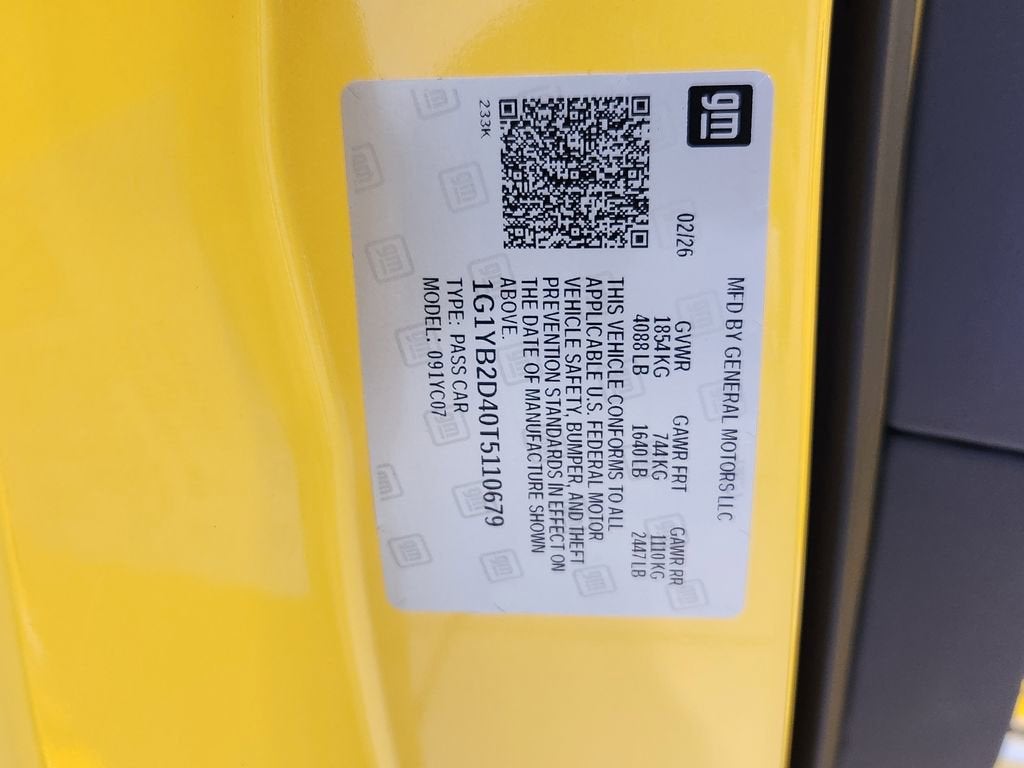 gm
MFD BY GENERAL MOTORS LLC
02/26
GVWR GAWR FRT GAWR RR
1854KG 744KG 1110KG
4088LB 1640LB 2447LB
THIS VEHICLE CONFORMS TO ALL
APPLICABLE U.S. FEDERAL MOTOR
VEHICLE SAFETY, BUMPER, AND THEFT
PREVENTION STANDARDS IN EFFECT ON
THE DATE OF MANUFACTURE SHOWN
ABOVE.
1G1YB2D40T5110679
TYPE: PASS CAR
MODEL: 091YC07
233K